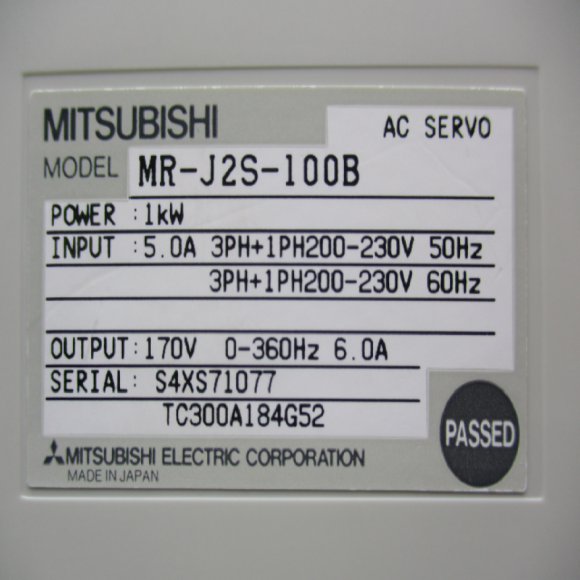 MITSUBISHI
AC SERVO
MODEL MR-J2S-100B
POWER :1kW
INPUT :5.0A 3PH+1PH200-230V 50Hz
3PH+1PH200-230V 60Hz
OUTPUT:170V 0-360Hz 6.0A
SERIAL: S4XS71077
TC300A184G52
PASSED
MITSUBISHI ELECTRIC CORPORATION
MADE IN JAPAN